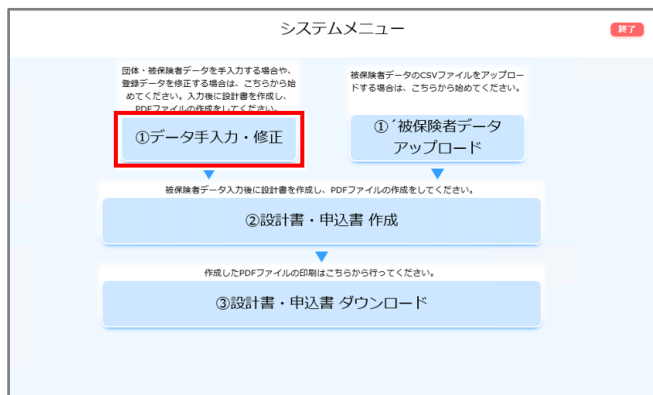 システムメニュー
終了
団体・被保険者データを手入力する場合や、
登録データを修正する場合は、こちらから始
めてください。入力後に設計書を作成し、
PDFファイルの作成をしてください。
①データ手入力・修正
被保険者データのCSVファイルをアップロー
ドする場合は、こちらから始めてください。
①´被保険者データ
アップロード
被保険者データ入力後に設計書を作成し、PDFファイルの作成をしてください。
②設計書・申込書 作成
作成したPDFファイルの印刷はこちらから行ってください。
③設計書・申込書 ダウンロード